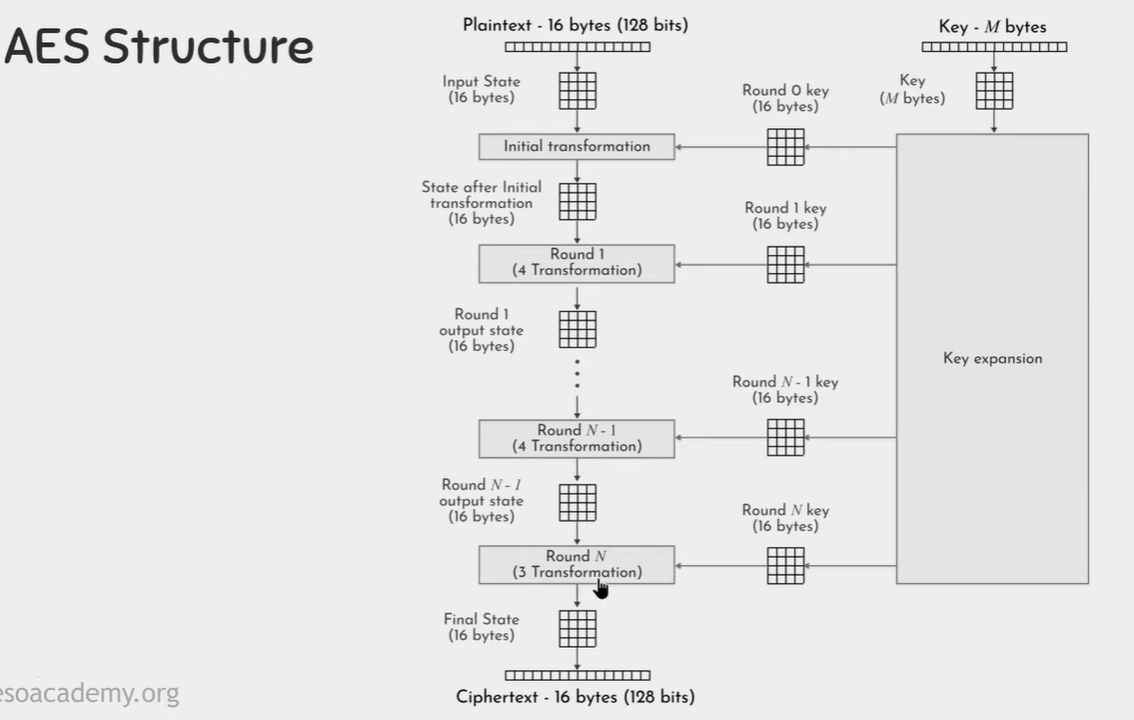 AES Structure
Plaintext - 16 bytes (128 bits)
Key - M bytes
Input State
(16 bytes)
Round 0 key
(16 bytes)
Key
(M bytes)
Initial transformation
State after Initial
transformation
(16 bytes)
Round 1 key
(16 bytes)
Round 1
(4 Transformation)
Round 1
output state
(16 bytes)
Key expansion
Round N - 1 key
(16 bytes)
Round N - 1
(4 Transformation)
Round N - 1
output state
(16 bytes)
Round N key
(16 bytes)
Round N
(3 Transformation)
Final State
(16 bytes)
Ciphertext - 16 bytes (128 bits)
esoacademy.org